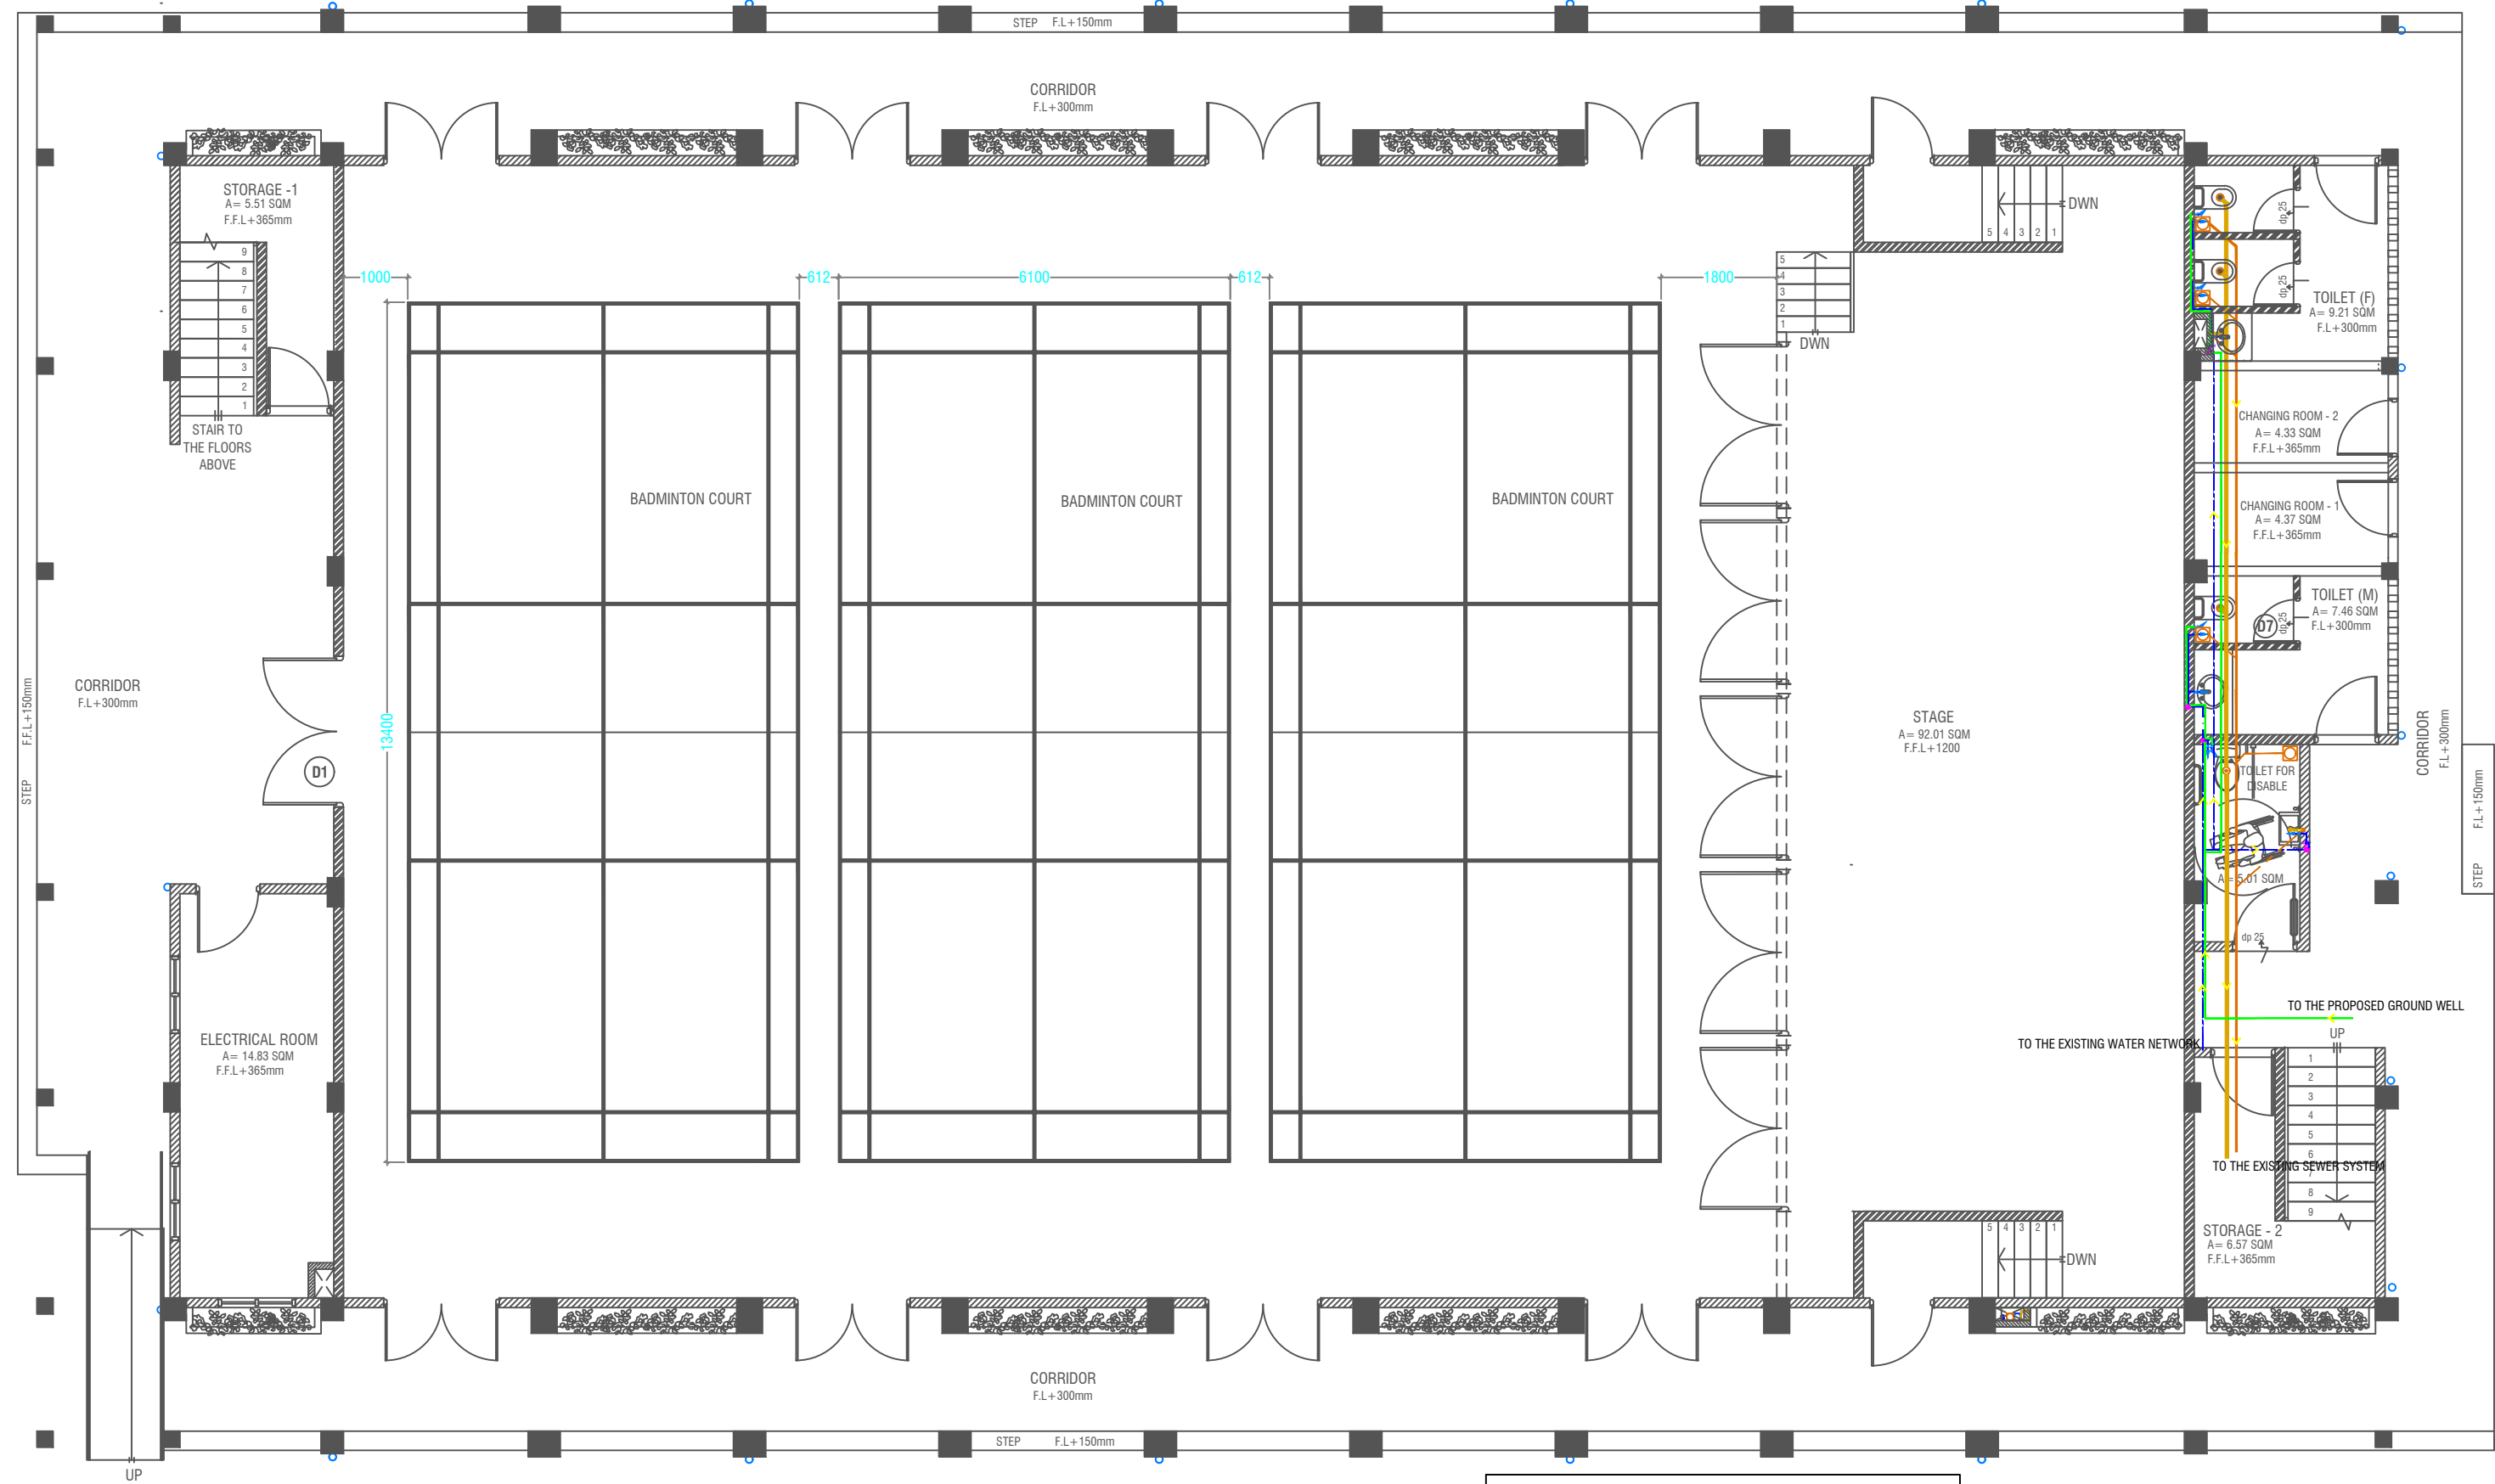 STEP F.L+150mm
CORRIDOR
F.L+300mm
STORAGE -1
A= 5.51 SQM
F.F.L+365mm
9
8
7
6
5
4
3
2
1
STAIR TO
THE FLOORS
ABOVE
1000
612
6100
612
1800
13400
BADMINTON COURT
BADMINTON COURT
BADMINTON COURT
5 4 3 2 1
DWN
5
4
3
2
1
DWN
dp 25
dp 25
TOILET (F)
A= 9.21 SQM
F.L+300mm
CHANGING ROOM - 2
A= 4.33 SQM
F.F.L+365mm
CHANGING ROOM - 1
A= 4.37 SQM
F.F.L+365mm
TOILET (M)
A= 7.46 SQM
F.L+300mm
D7
dp 25
CORRIDOR
F.L+300mm
STEP F.F.L+150mm
D1
STAGE
A= 92.01 SQM
F.F.L+1200
TOILET FOR
DISABLE
A= 5.01 SQM
dp 25
CORRIDOR
F.L+300mm
STEP F.L+150mm
TO THE PROPOSED GROUND WELL
UP
TO THE EXISTING WATER NETWORK
ELECTRICAL ROOM
A= 14.83 SQM
F.F.L+365mm
1
2
3
4
5
6
7
8
9
TO THE EXISTING SEWER SYSTEM
STORAGE - 2
A= 6.57 SQM
F.F.L+365mm
5 4 3 2 1
DWN
CORRIDOR
F.L+300mm
STEP F.L+150mm
UP